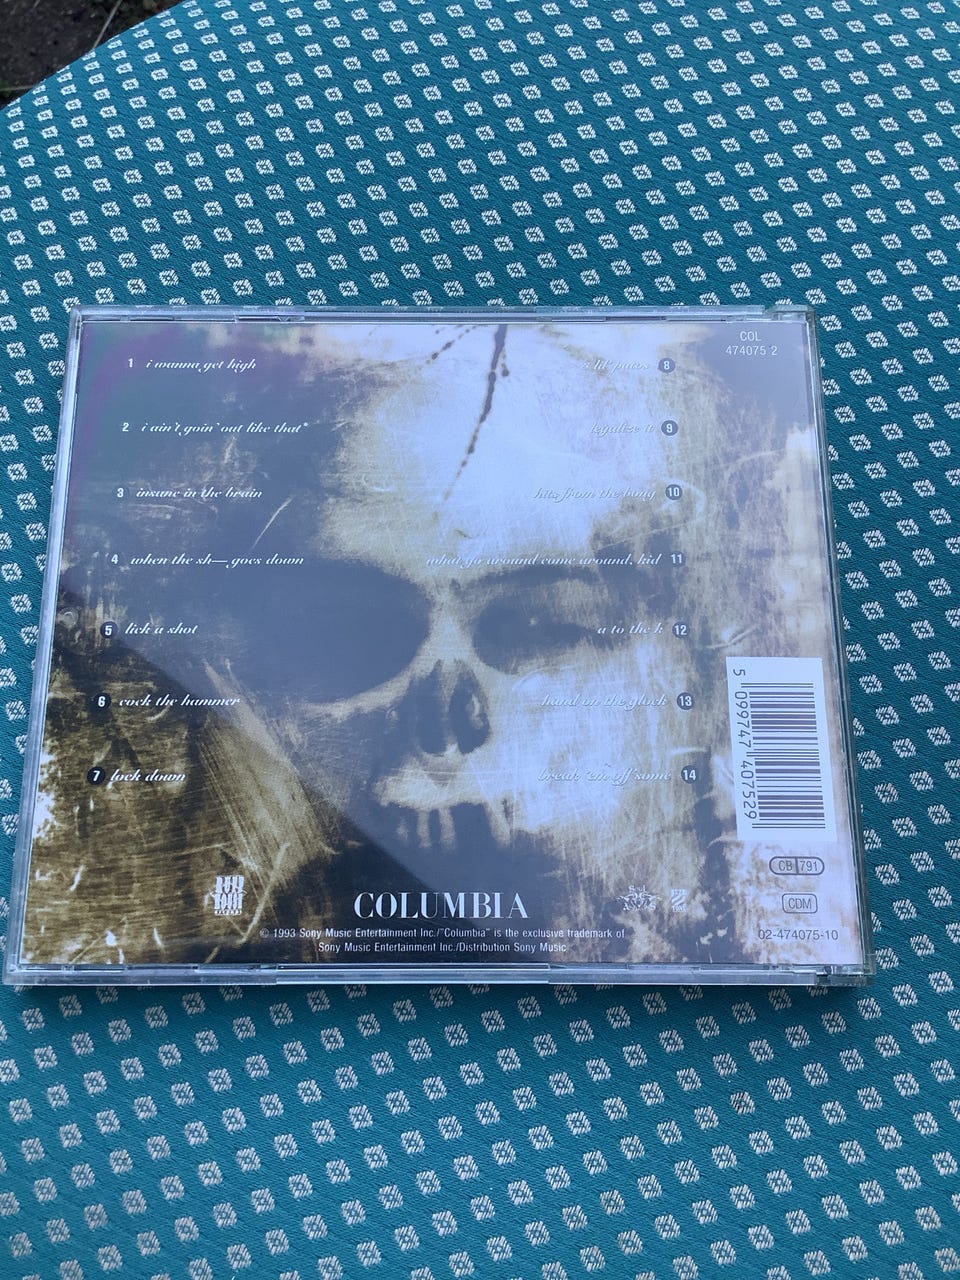 COL
474075 2
1 i wanna get high
2 i ain't goin' out like that*
3 insane in the brain
4 when the sh— goes down
5 lick a shot
6 cock the hammer
7 lock down
putos 8
legalize it 9
hits from the bong 10
what go around come around, kid 11
a to the k 12
hand on the glock 13
break 'em off some 14
5 099747 407529
CB 791
CDM
02-474075-10
COLUMBIA
Soul
© 1993 Sony Music Entertainment Inc./"Columbia" is the exclusive trademark of
Sony Music Entertainment Inc./Distribution Sony Music